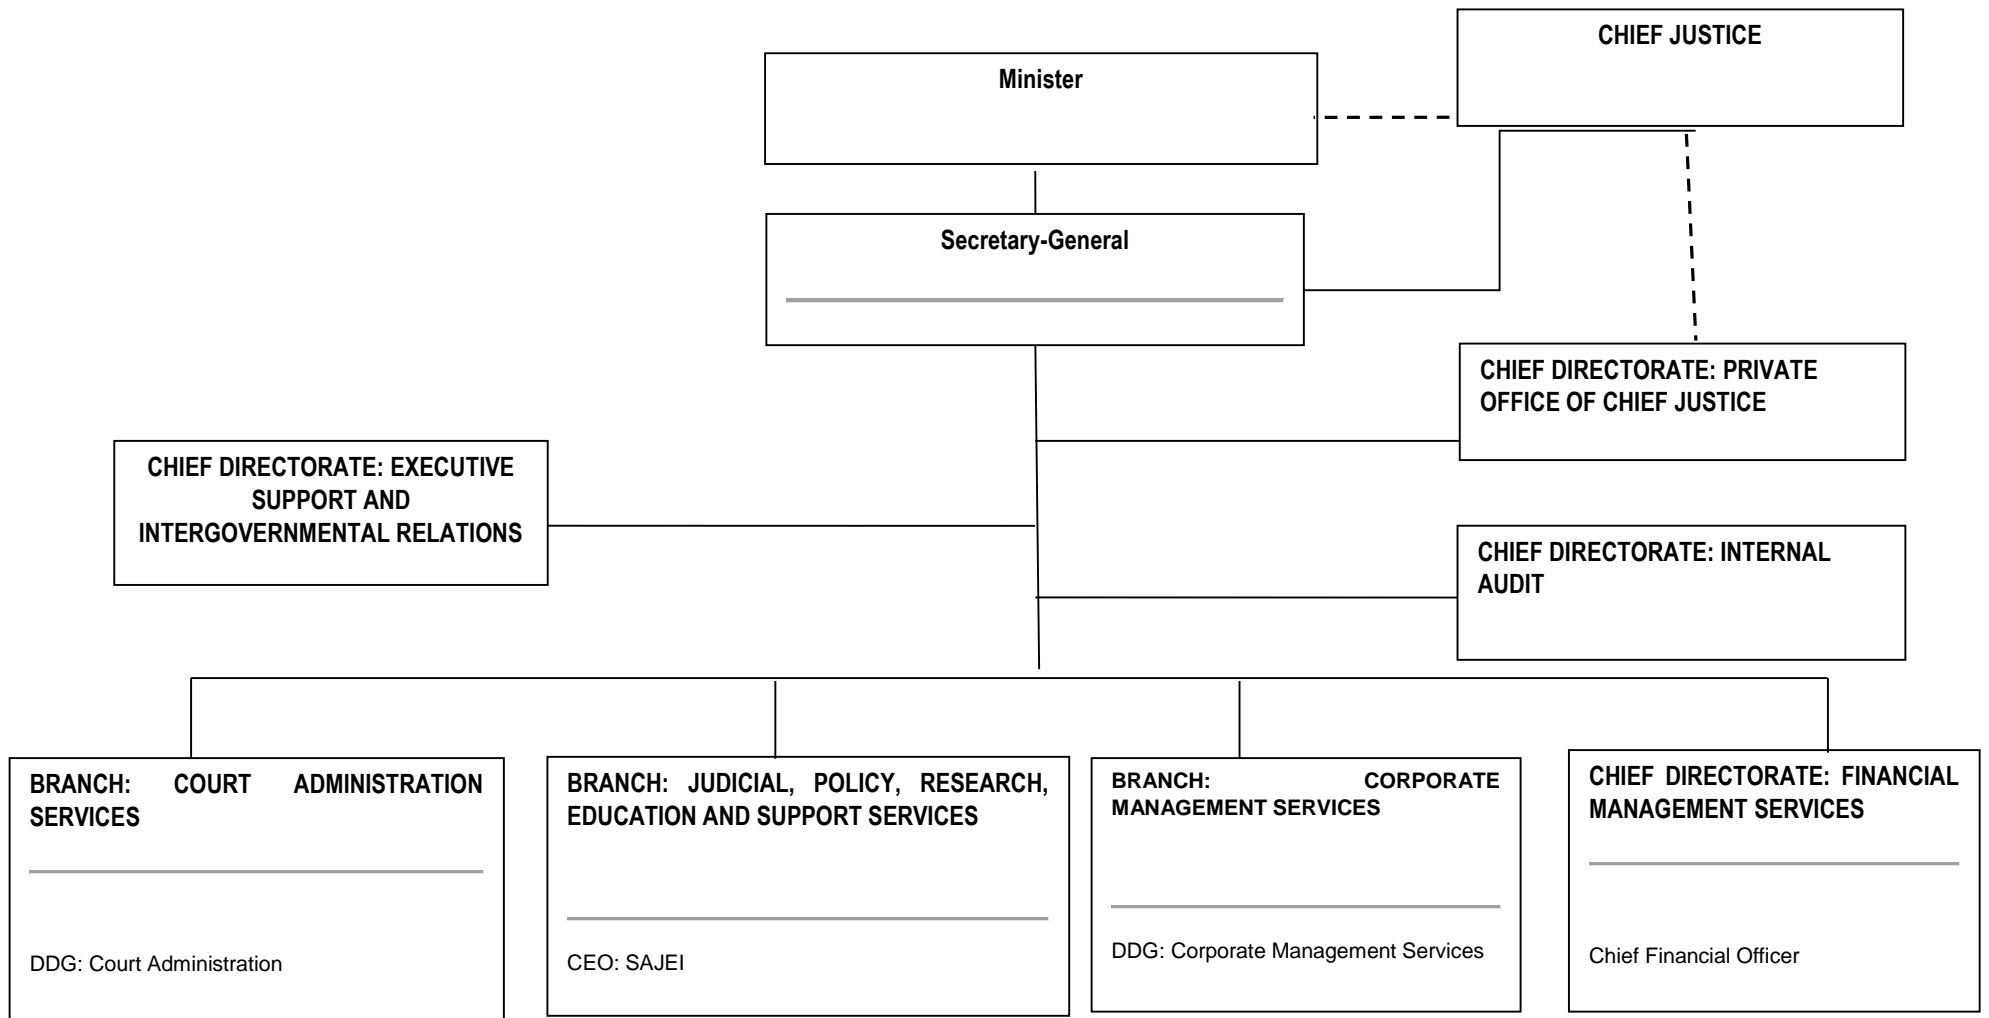 CHIEF JUSTICE
Minister
Secretary-General
CHIEF DIRECTORATE: PRIVATE
OFFICE OF CHIEF JUSTICE
CHIEF DIRECTORATE: EXECUTIVE
SUPPORT AND
INTERGOVERNMENTAL RELATIONS
CHIEF DIRECTORATE: INTERNAL
AUDIT
BRANCH: COURT ADMINISTRATION
SERVICES
DDG: Court Administration
BRANCH: JUDICIAL, POLICY, RESEARCH,
EDUCATION AND SUPPORT SERVICES
CEO: SAJEI
BRANCH: CORPORATE
MANAGEMENT SERVICES
DDG: Corporate Management Services
CHIEF DIRECTORATE: FINANCIAL
MANAGEMENT SERVICES
Chief Financial Officer